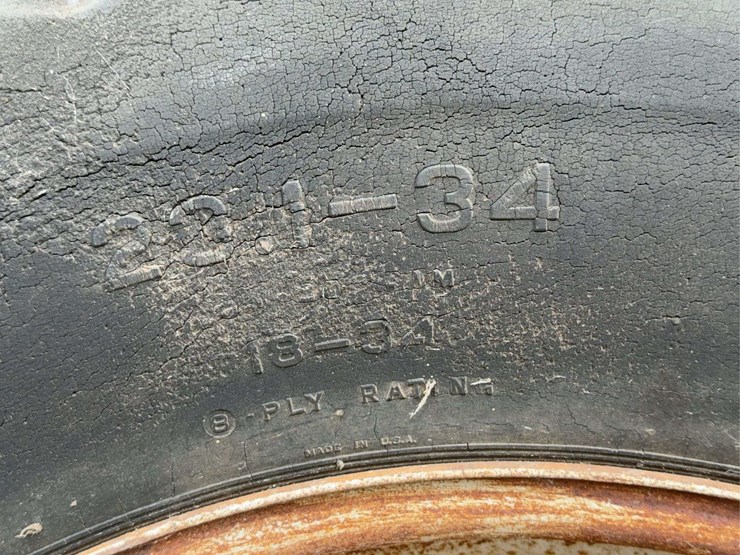 23.1-34
18-34
8-PLY RATING
MADE IN U.S.A.